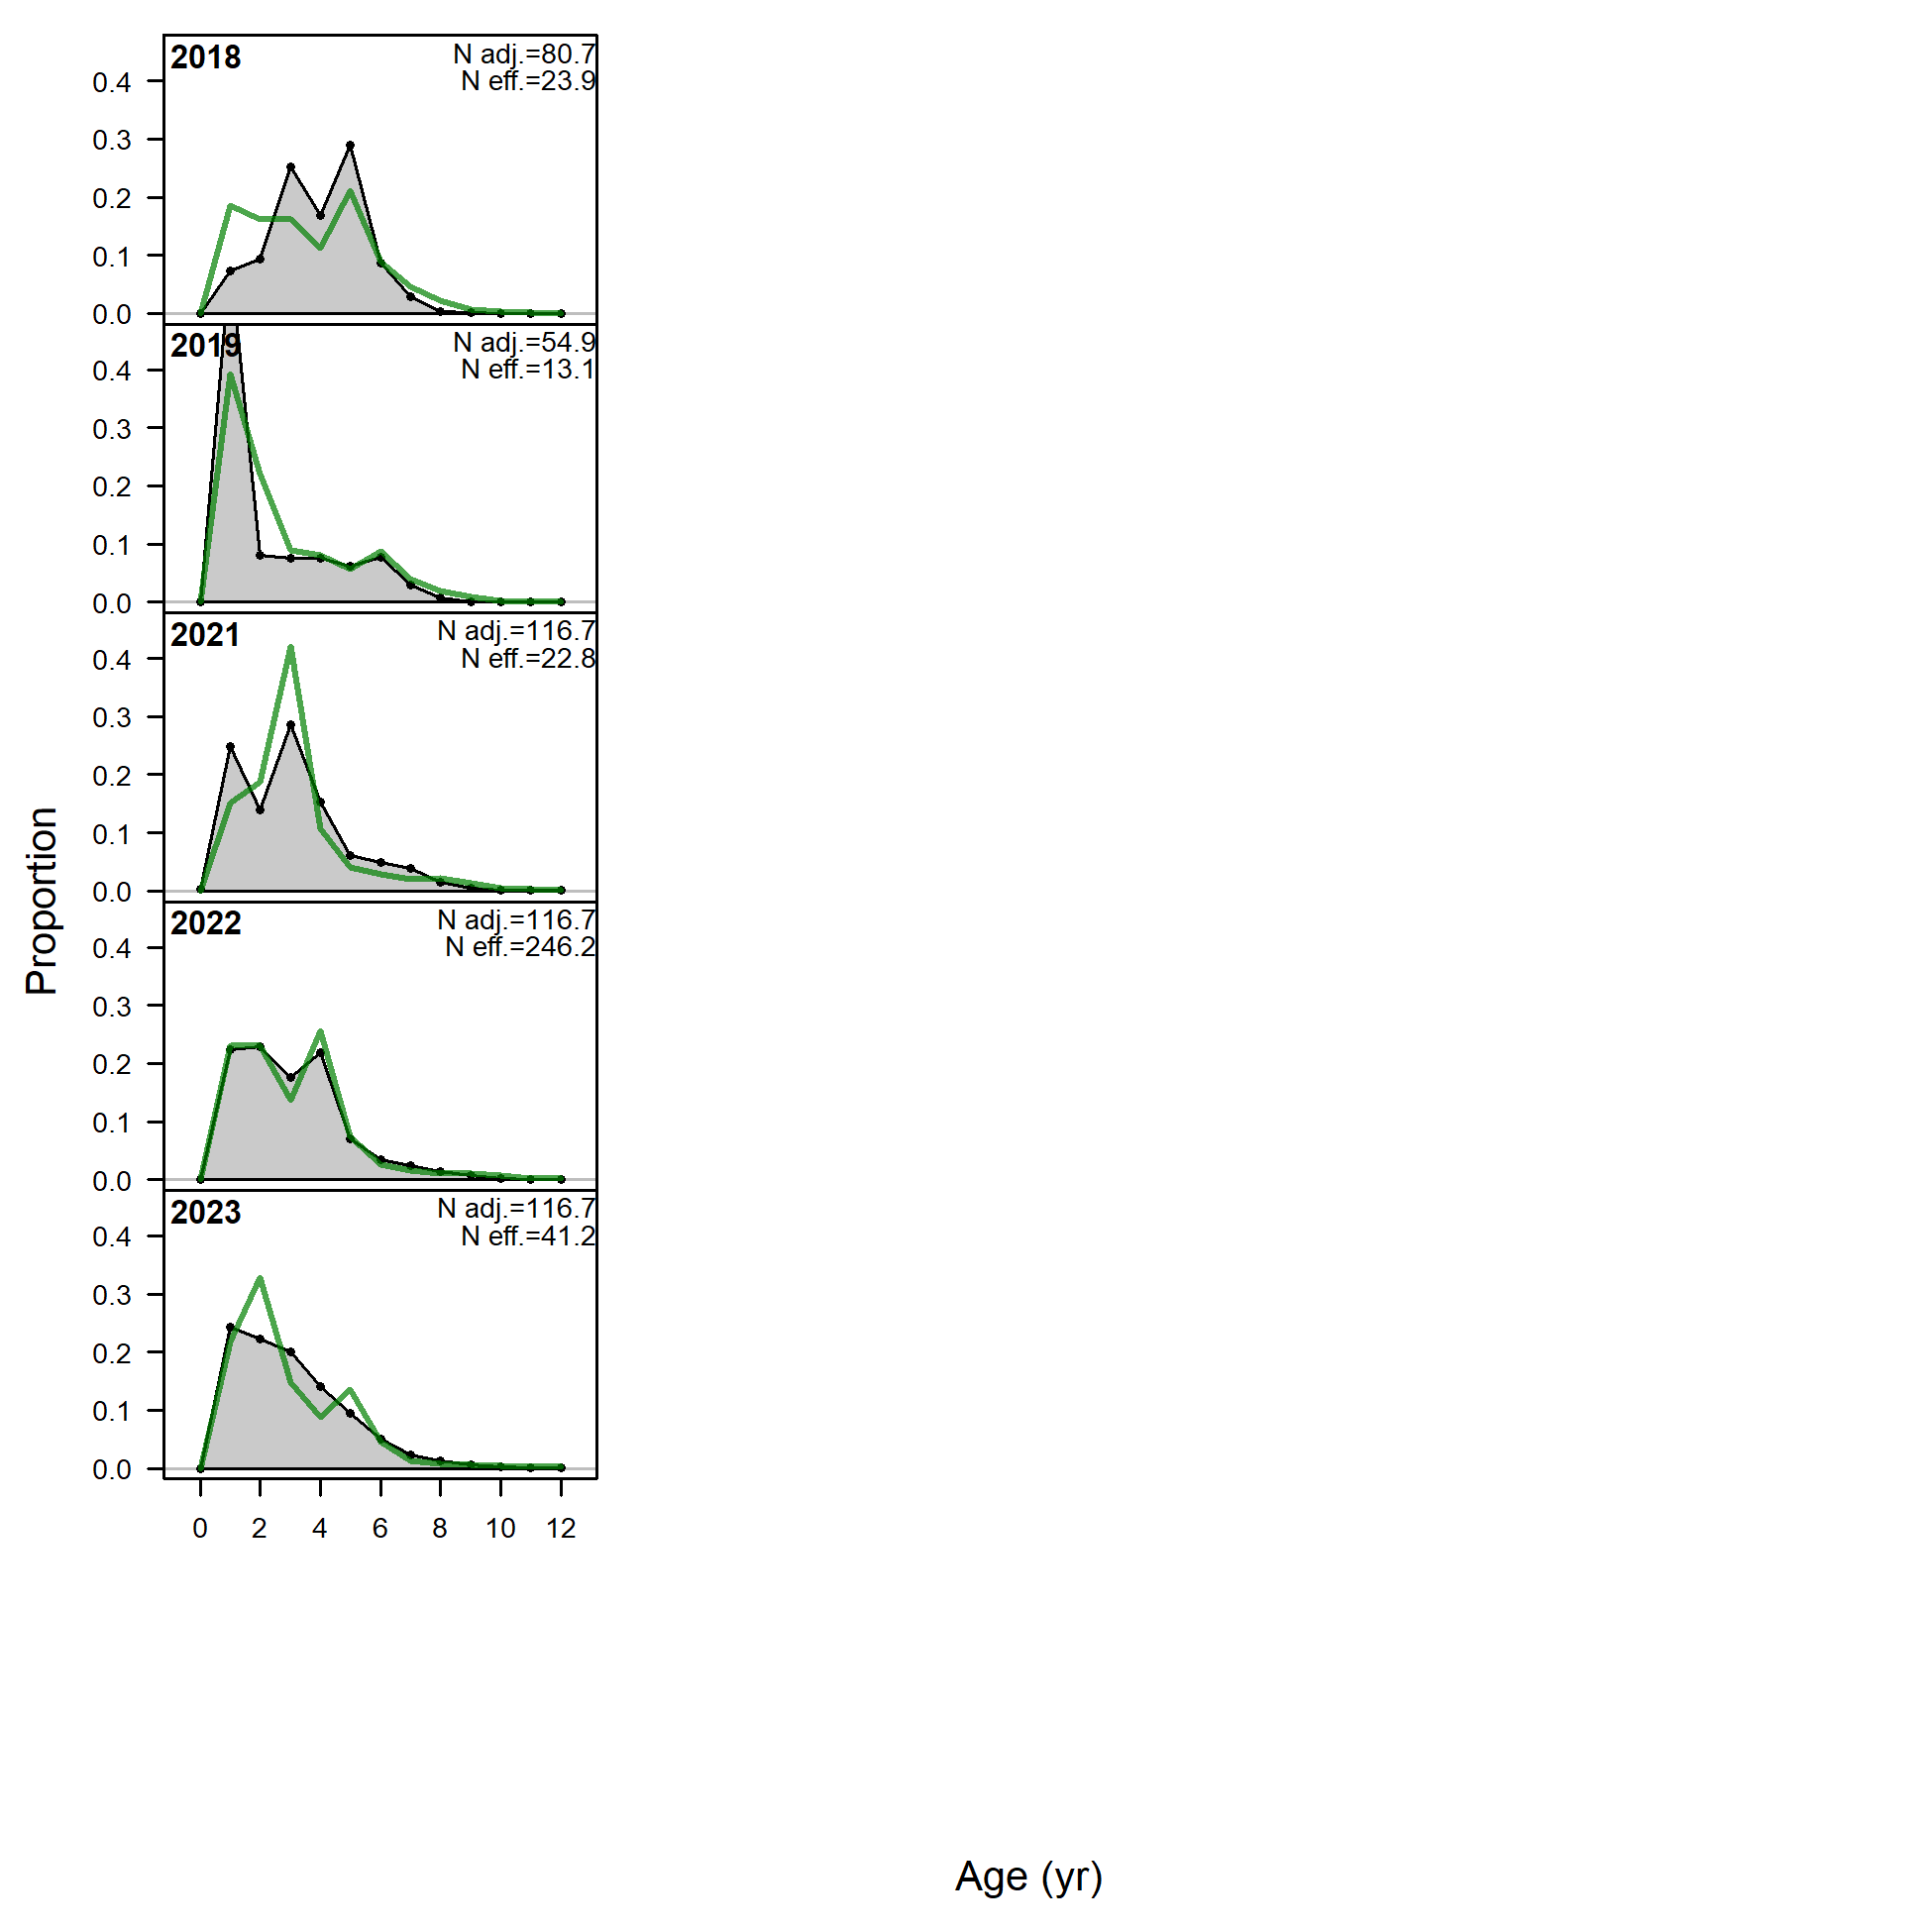 Proportion
2018
N adj.=80.7
N eff.=23.9
0.4
0.3
0.2
0.1
0.0
2019
N adj.=54.9
N eff.=13.1
0.4
0.3
0.2
0.1
0.0
2021
N adj.=116.7
N eff.=22.8
0.4
0.3
0.2
0.1
0.0
2022
N adj.=116.7
N eff.=246.2
0.4
0.3
0.2
0.1
0.0
2023
N adj.=116.7
N eff.=41.2
0.4
0.3
0.2
0.1
0.0
0 2 4 6 8 10 12
Age (yr)